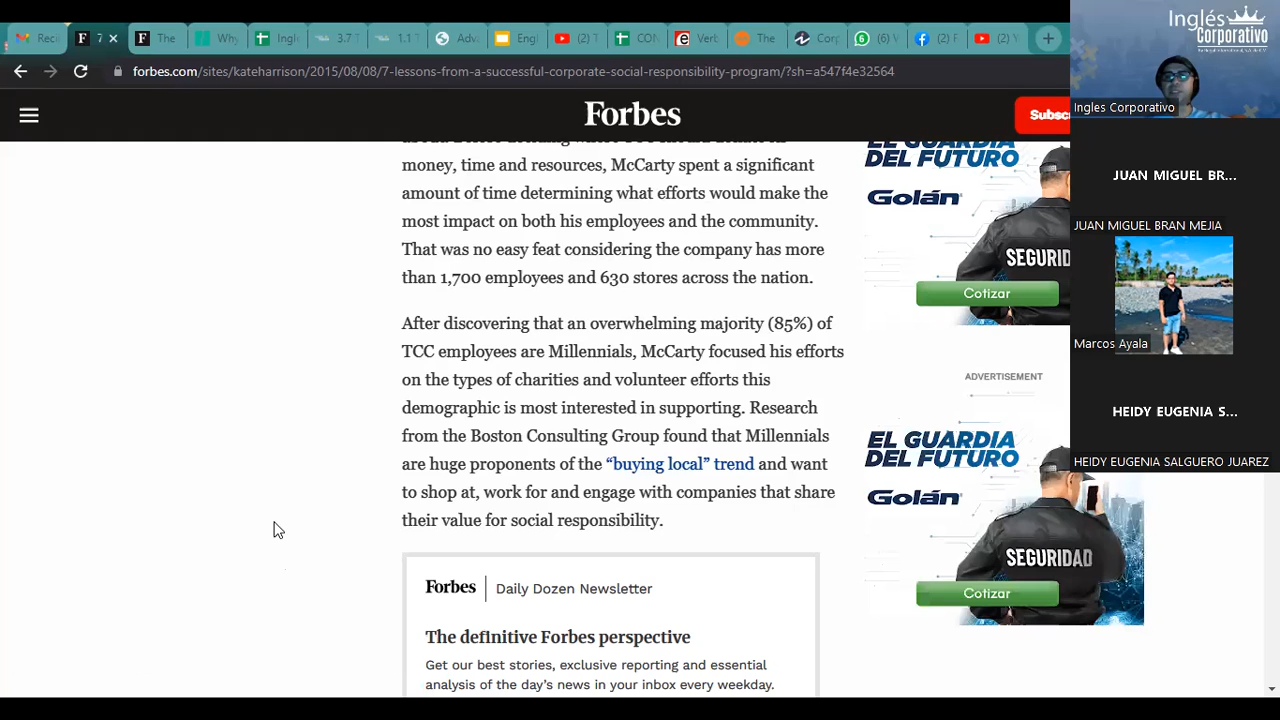 Reci
7
The
Why
Ingl
3.7 T
1.1 T
Adv
Eng
(2) T
CON
Verb
The
Corp
(6) V
(2) F
(2)
forbes.com/sites/kateharrison/2015/08/08/7-lessons-from-a-successful-corporate-social-responsibility-program/?sh=a547f4e32564
Forbes
Subsc
money, time and resources, McCarty spent a significant
amount of time determining what efforts would make the
most impact on both his employees and the community.
That was no easy feat considering the company has more
than 1,700 employees and 630 stores across the nation.
After discovering that an overwhelming majority (85%) of
TCC employees are Millennials, McCarty focused his efforts
on the types of charities and volunteer efforts this
demographic is most interested in supporting. Research
from the Boston Consulting Group found that Millennials
are huge proponents of the “buying local” trend and want
to shop at, work for and engage with companies that share
their value for social responsibility.
Forbes
Daily Dozen Newsletter
The definitive Forbes perspective
Get our best stories, exclusive reporting and essential
analysis of the day’s news in your inbox every weekday.
EL GUARDIA
DEL FUTURO
Golán
SEGURID
Cotizar
ADVERTISEMENT
EL GUARDIA
DEL FUTURO
Golán
SEGURIDAD
Cotizar
Inglés
Corporativo
Ingles Corporativo
JUAN MIGUEL BR...
JUAN MIGUEL BRAN MEJIA
Marcos Ayala
HEIDY EUGENIA S...
HEIDY EUGENIA SALGUERO JUAREZ